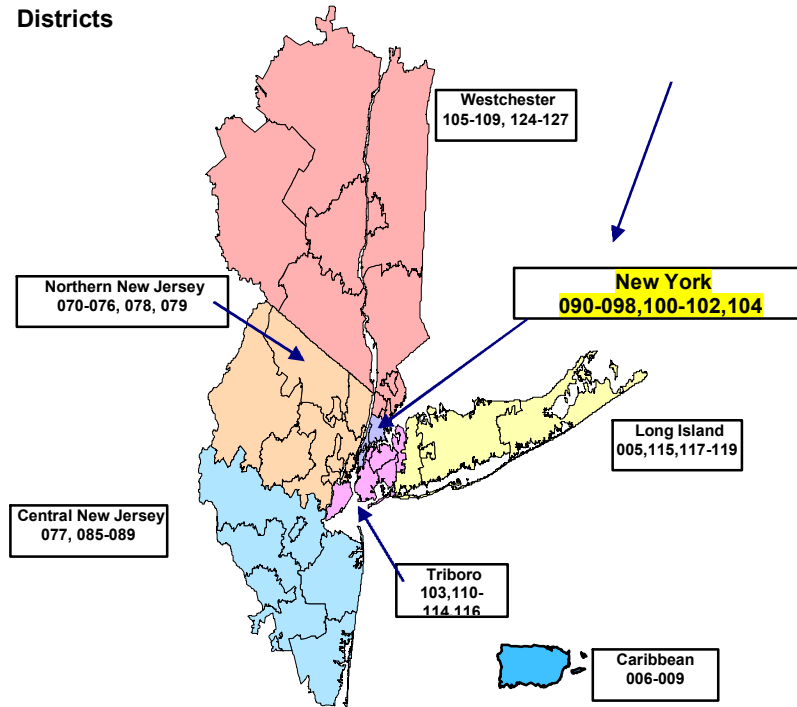 Districts
Westchester
105-109, 124-127
Northern New Jersey
070-076, 078, 079
New York
090-098,100-102,104
Long Island
005,115,117-119
Central New Jersey
077, 085-089
Triboro
103,110-
114,116
Caribbean
006-009